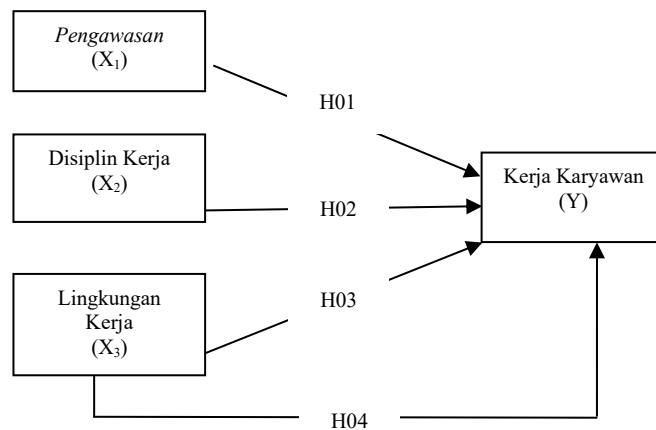 Pengawasan
(X₁)
H01
Disiplin Kerja
(X₂)
Kerja Karyawan
(Y)
H02
Lingkungan
Kerja
(X₃)
H03
H04